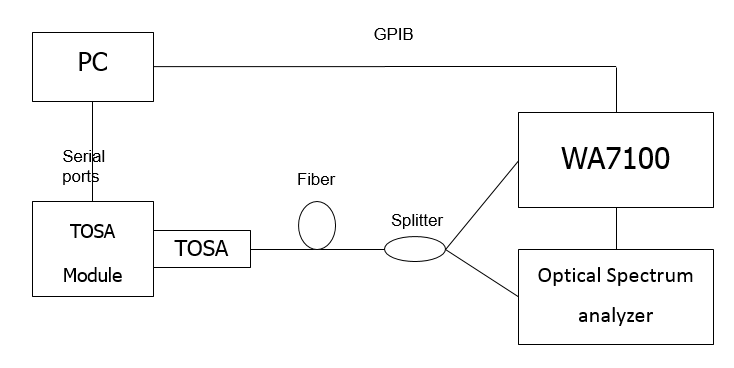 GPIB
PC
WA7100
Serial
ports
Fiber
Splitter
TOSA
Module
TOSA
Optical Spectrum
analyzer